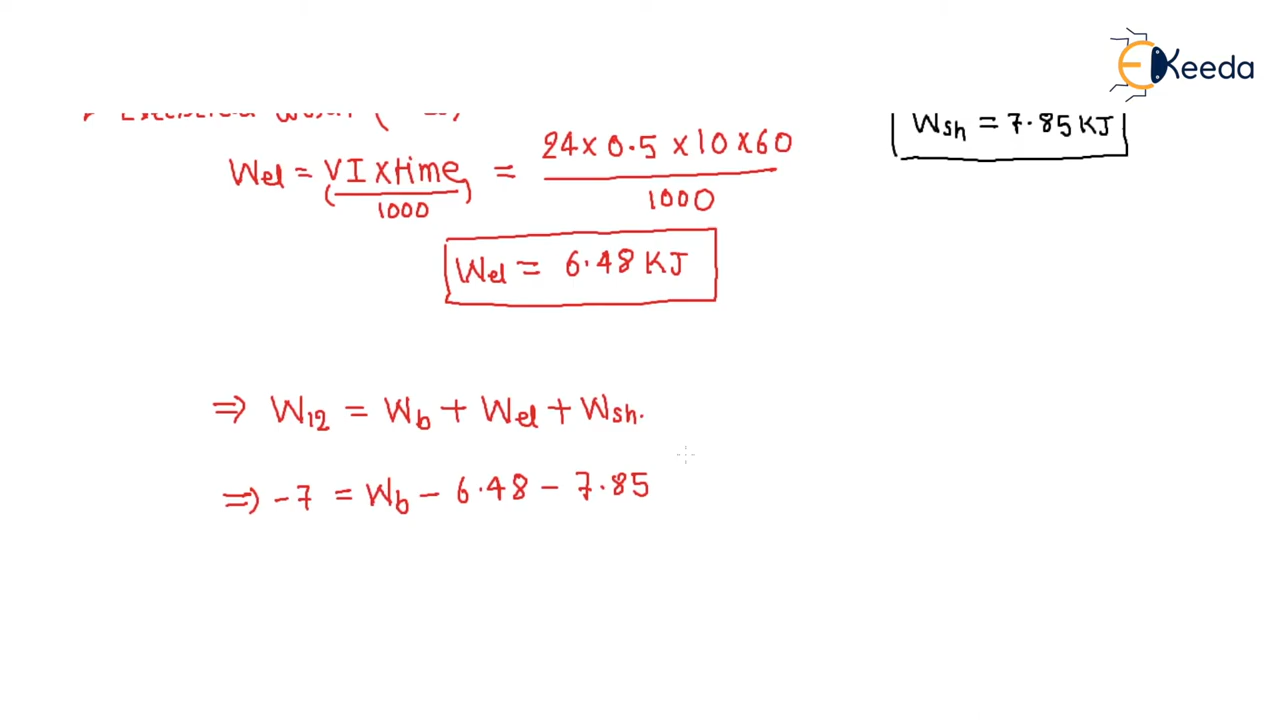 EKeeda
Wsh = 7.85 KJ
Wel = (VI x time) / 1000 = 24 x 0.5 x 10 x 60 / 1000
Wel = 6.48 KJ
⇒ W12 = Wb + Wel + Wsh.
⇒ -7 = Wb - 6.48 - 7.85